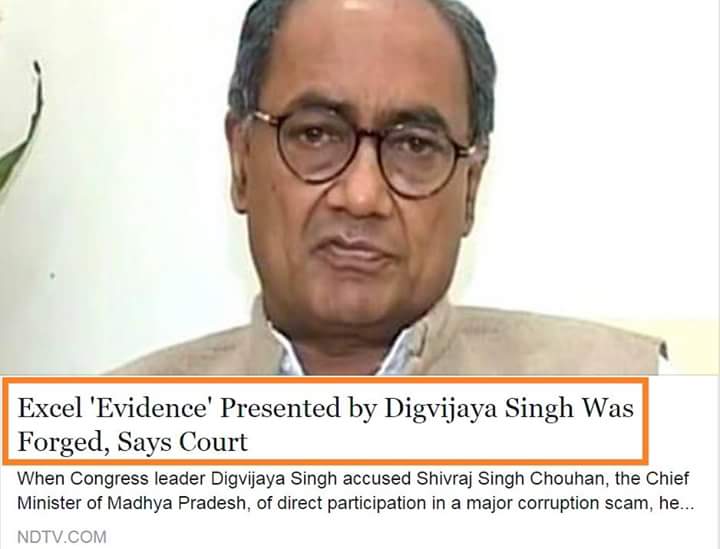 Excel 'Evidence' Presented by Digvijaya Singh Was
Forged, Says Court
When Congress leader Digvijaya Singh accused Shivraj Singh Chouhan, the Chief
Minister of Madhya Pradesh, of direct participation in a major corruption scam, he...
NDTV.COM